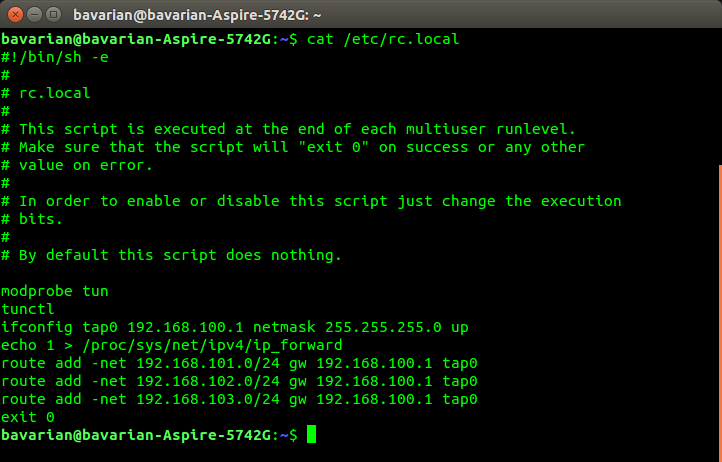 bavarian@bavarian-Aspire-5742G: ~
bavarian@bavarian-Aspire-5742G:~$ cat /etc/rc.local
#!/bin/sh -e
#
# rc.local
#
# This script is executed at the end of each multiuser runlevel.
# Make sure that the script will "exit 0" on success or any other
# value on error.
#
# In order to enable or disable this script just change the execution
# bits.
#
# By default this script does nothing.

modprobe tun
tunctl
ifconfig tap0 192.168.100.1 netmask 255.255.255.0 up
echo 1 > /proc/sys/net/ipv4/ip_forward
route add -net 192.168.101.0/24 gw 192.168.100.1 tap0
route add -net 192.168.102.0/24 gw 192.168.100.1 tap0
route add -net 192.168.103.0/24 gw 192.168.100.1 tap0
exit 0
bavarian@bavarian-Aspire-5742G:~$